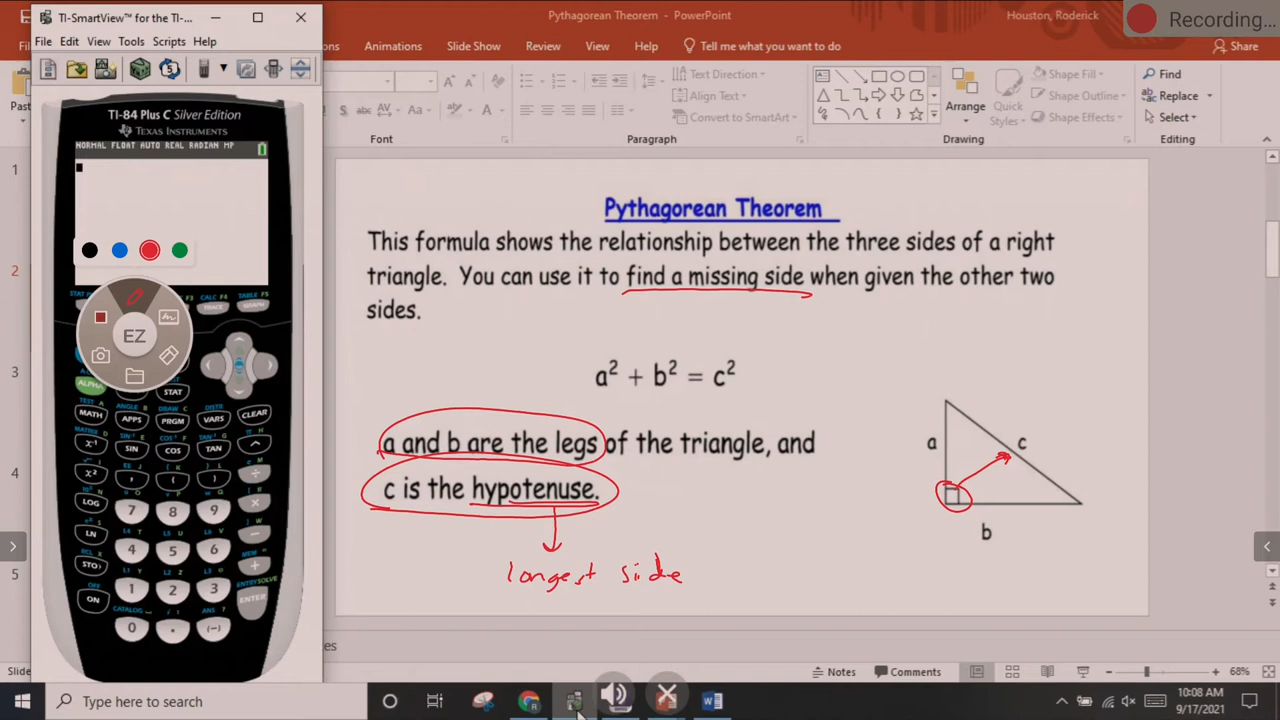 TI-SmartView™ for the TI-...
Pythagorean Theorem - PowerPoint
Houston, Roderick
Recording...
File Edit View Tools Scripts Help
Animations Slide Show Review View Help Tell me what you want to do
Share
Text Direction
Align Text
Convert to SmartArt
Arrange
Quick Styles
Shape Fill
Shape Outline
Shape Effects
Find
Replace
Select
Font
Paragraph
Drawing
Editing
TI-84 Plus C Silver Edition
TEXAS INSTRUMENTS
NORMAL FLOAT AUTO REAL RADIAN MP
EZ
ALPHA
STAT
MATH APPS PRGM VARS CLEAR
SIN COS TAN
LOG 7 8 9
LN 4 5 6
STO 1 2 3
ON 0 . (-) ENTER
1
2
3
4
5
Pythagorean Theorem
This formula shows the relationship between the three sides of a right
triangle. You can use it to find a missing side when given the other two
sides.
a² + b² = c²
a and b are the legs of the triangle, and
c is the hypotenuse.
longest side
a
c
b
Notes
Comments
68%
Type here to search
10:08 AM
9/17/2021